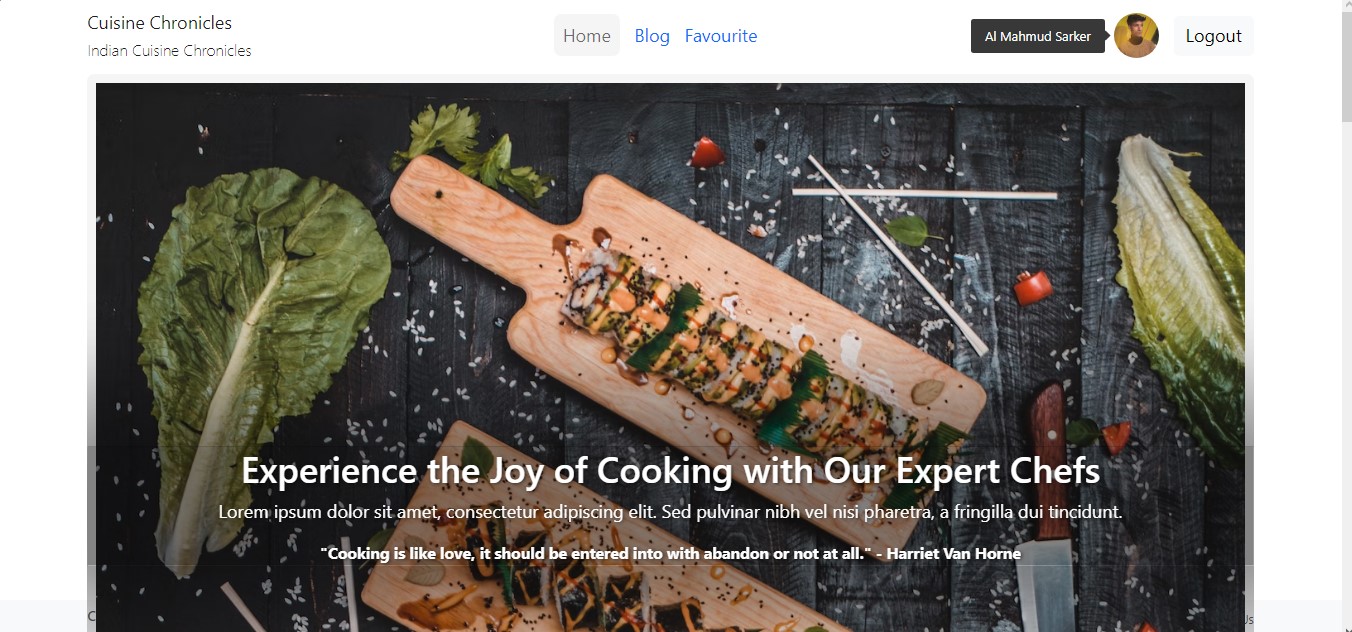 Cuisine Chronicles
Indian Cuisine Chronicles
Home Blog Favourite
Al Mahmud Sarker
Logout
Experience the Joy of Cooking with Our Expert Chefs
Lorem ipsum dolor sit amet, consectetur adipiscing elit. Sed pulvinar nibh vel nisi pharetra, a fringilla dui tincidunt.
"Cooking is like love, it should be entered into with abandon or not at all." - Harriet Van Horne